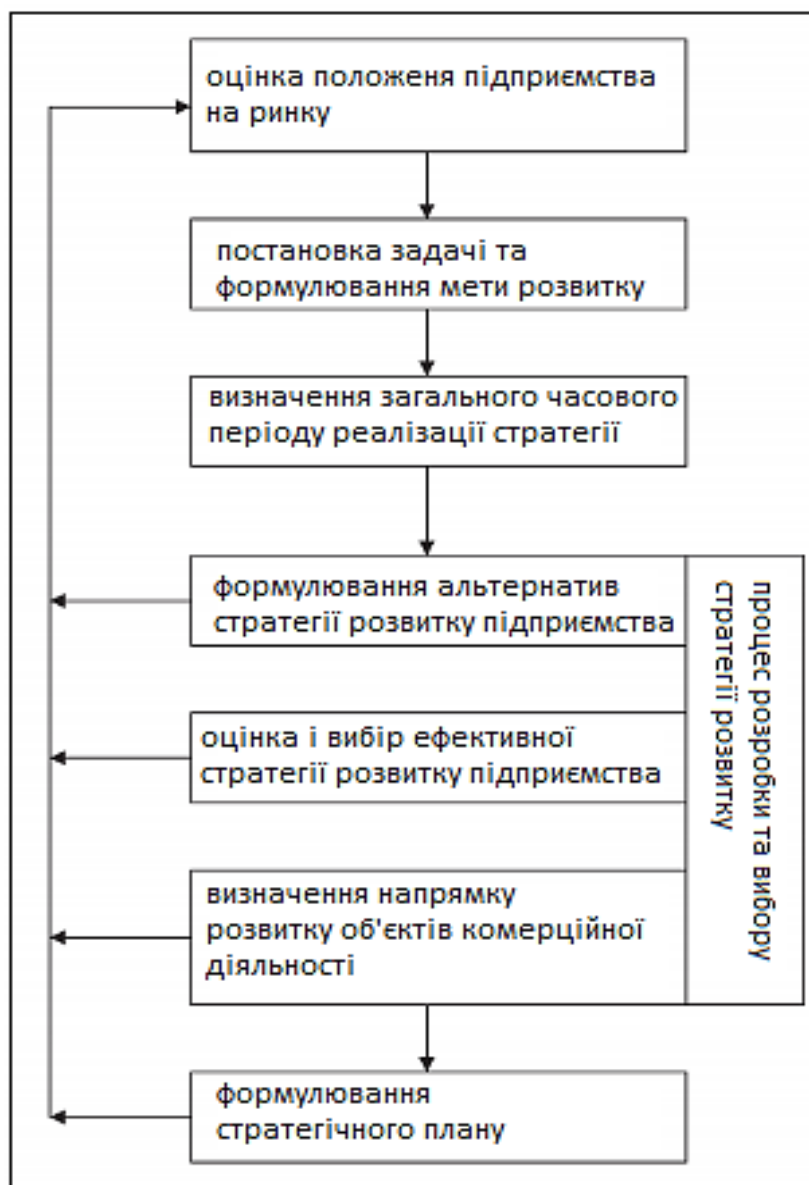 оцінка положеня підприємства
на ринку
постановка задачі та
формулювання мети розвитку
визначення загального часового
періоду реалізації стратегії
формулювання альтернатив
стратегії розвитку підприємства
оцінка і вибір ефективної
стратегії розвитку підприємства
визначення напрямку
розвитку об'єктів комерційної
діяльності
процес розробки та вибору
стратегії розвитку
формулювання
стратегічного плану